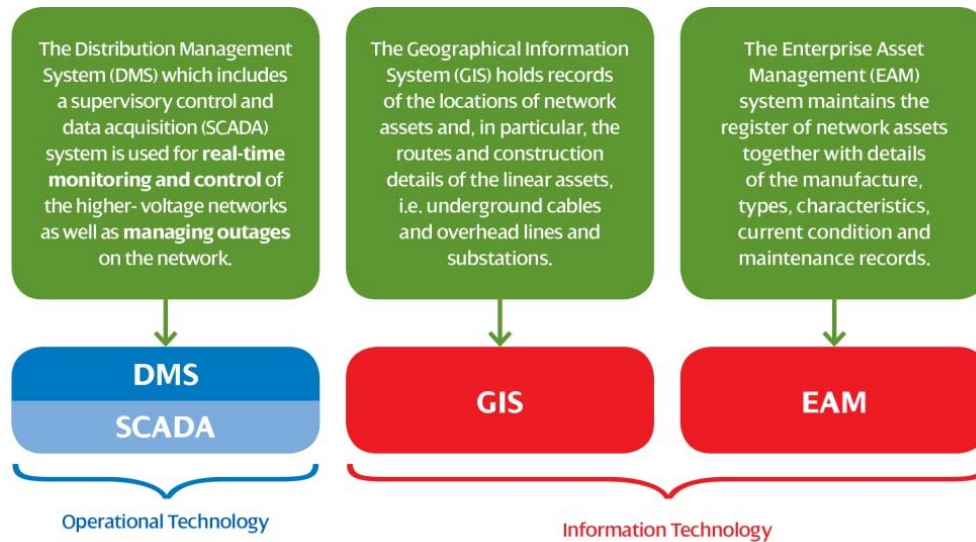 The Distribution Management
System (DMS) which includes
a supervisory control and
data acquisition (SCADA)
system is used for real-time
monitoring and control of
the higher- voltage networks
as well as managing outages
on the network.
The Geographical Information
System (GIS) holds records
of the locations of network
assets and, in particular, the
routes and construction
details of the linear assets,
i.e. underground cables
and overhead lines and
substations.
The Enterprise Asset
Management (EAM)
system maintains the
register of network assets
together with details
of the manufacture,
types, characteristics,
current condition and
maintenance records.
DMS
SCADA
GIS
EAM
Operational Technology
Information Technology